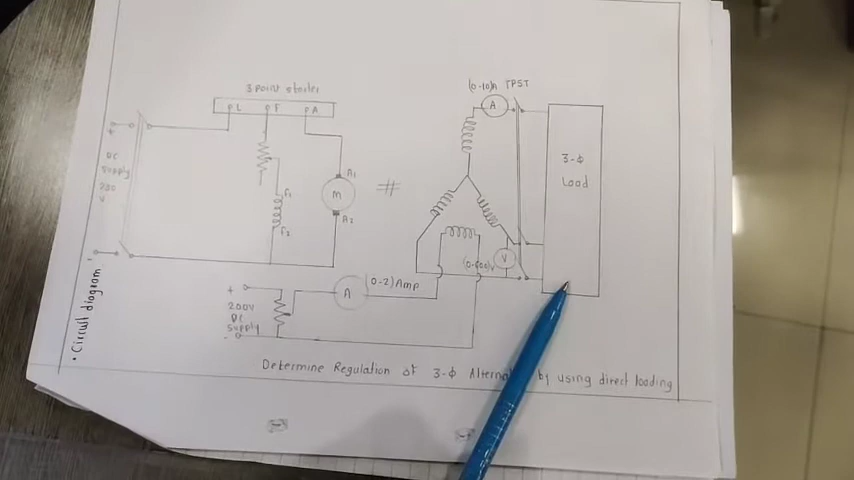 3 point starter
L F A
+
DC
supply
230
V
F1
F2
A1
M
A2
#
(0-10)A TPST
A
3-Φ
Load
V
(0-600)V
+
200V
DC
supply
-
A
(0-2)Amp
• Circuit diagram
Determine Regulation of 3-Φ by using direct loading